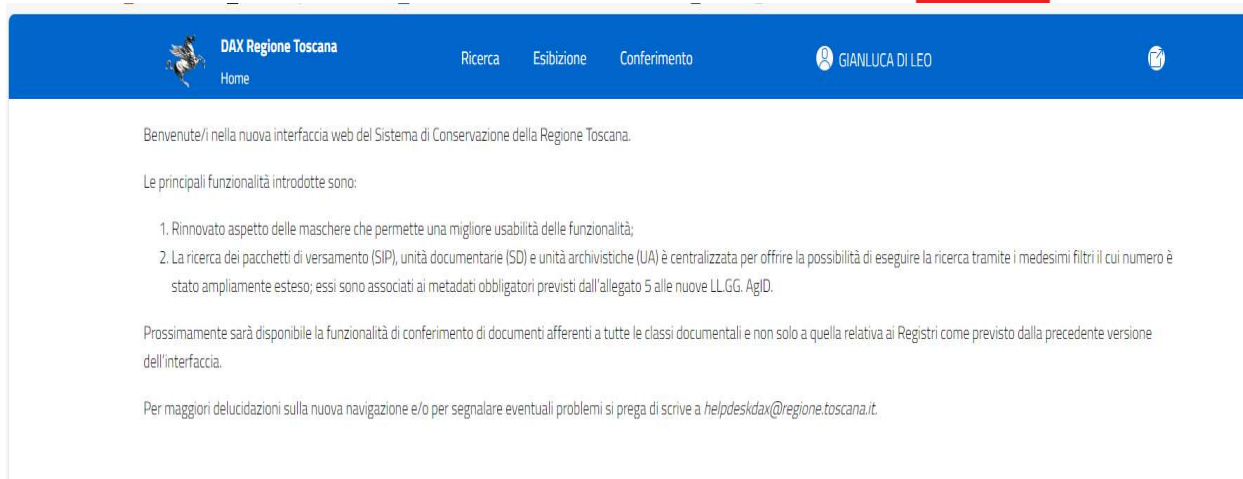 DAX Regione Toscana
Home
Ricerca Esibizione Conferimento GIANLUCA DI LEO
Benvenute/i nella nuova interfaccia web del Sistema di Conservazione della Regione Toscana.
Le principali funzionalità introdotte sono:
1. Rinnovato aspetto delle maschere che permette una migliore usabilità delle funzionalità;
2. La ricerca dei pacchetti di versamento (SIP), unità documentarie (SD) e unità archivistiche (UA) è centralizzata per offrire la possibilità di eseguire la ricerca tramite i medesimi filtri il cui numero è
stato ampliamente esteso; essi sono associati ai metadati obbligatori previsti dall'allegato 5 alle nuove LL.GG. AgID.
Prossimamente sarà disponibile la funzionalità di conferimento di documenti afferenti a tutte le classi documentali e non solo a quella relativa ai Registri come previsto dalla precedente versione
dell'interfaccia.
Per maggiori delucidazioni sulla nuova navigazione e/o per segnalare eventuali problemi si prega di scrive a helpdeskdax@regione.toscana.it.